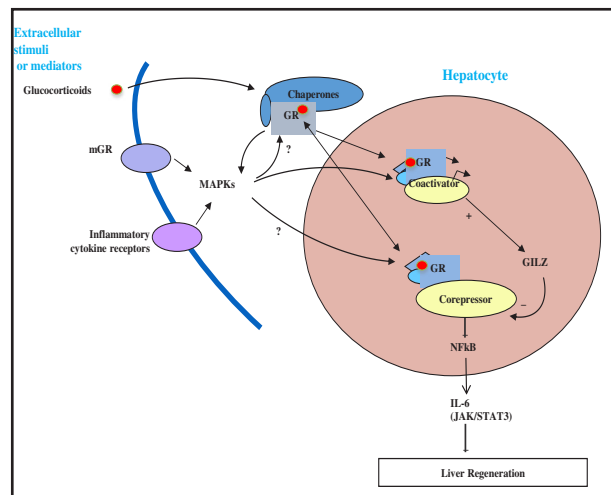 Extracellular
stimuli
or mediators
Glucocorticoids
Hepatocyte
Chaperones
GR
mGR
?
MAPKs
GR
Coactivator
+
Inflammatory
cytokine receptors
?
GR
GILZ
Corepressor
–
NFkB
IL-6
(JAK/STAT3)
Liver Regeneration